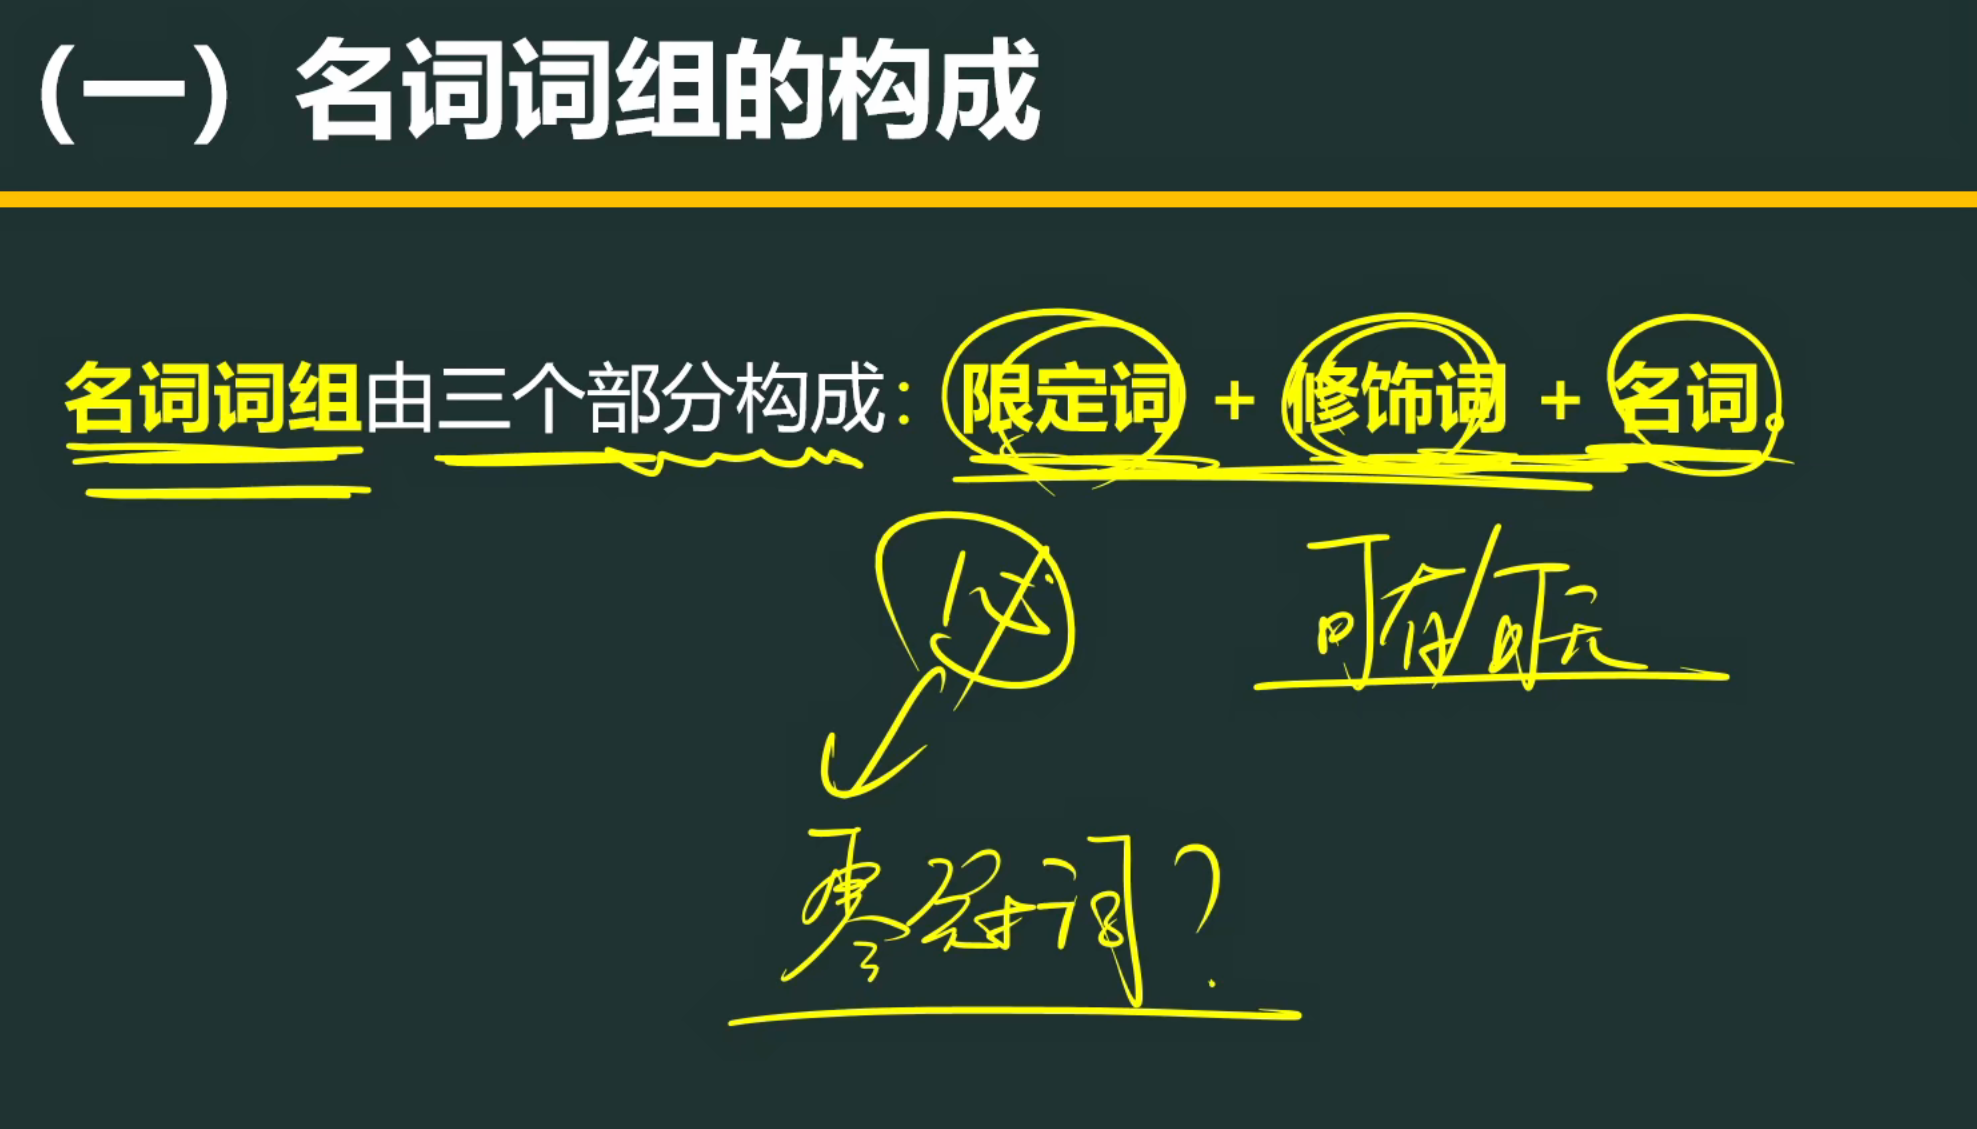 （一）名词词组的构成
名词词组由三个部分构成：限定词 + 修饰词 + 名词。
可有/可无
零冠词？